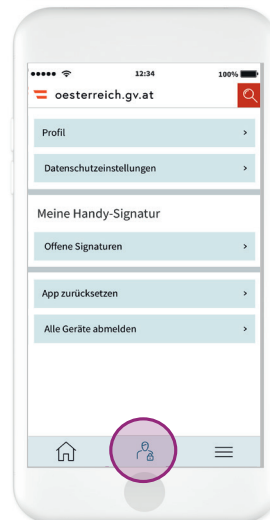 12:34
100%
oesterreich.gv.at
Profil
Datenschutzeinstellungen
Meine Handy-Signatur
Offene Signaturen
App zurücksetzen
Alle Geräte abmelden